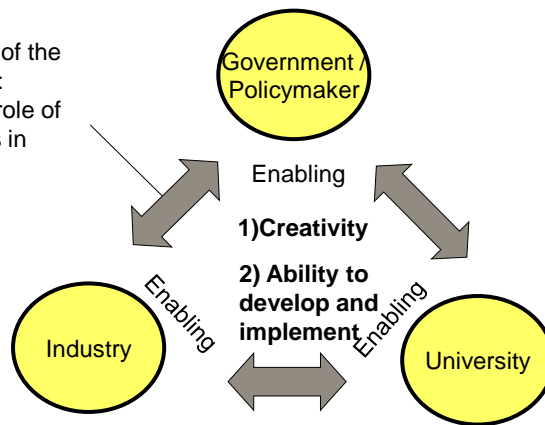 of the
:
role of
s in
Government /
Policymaker
Enabling
1)Creativity
2) Ability to
develop and
implement
Enabling
Enabling
Industry
University